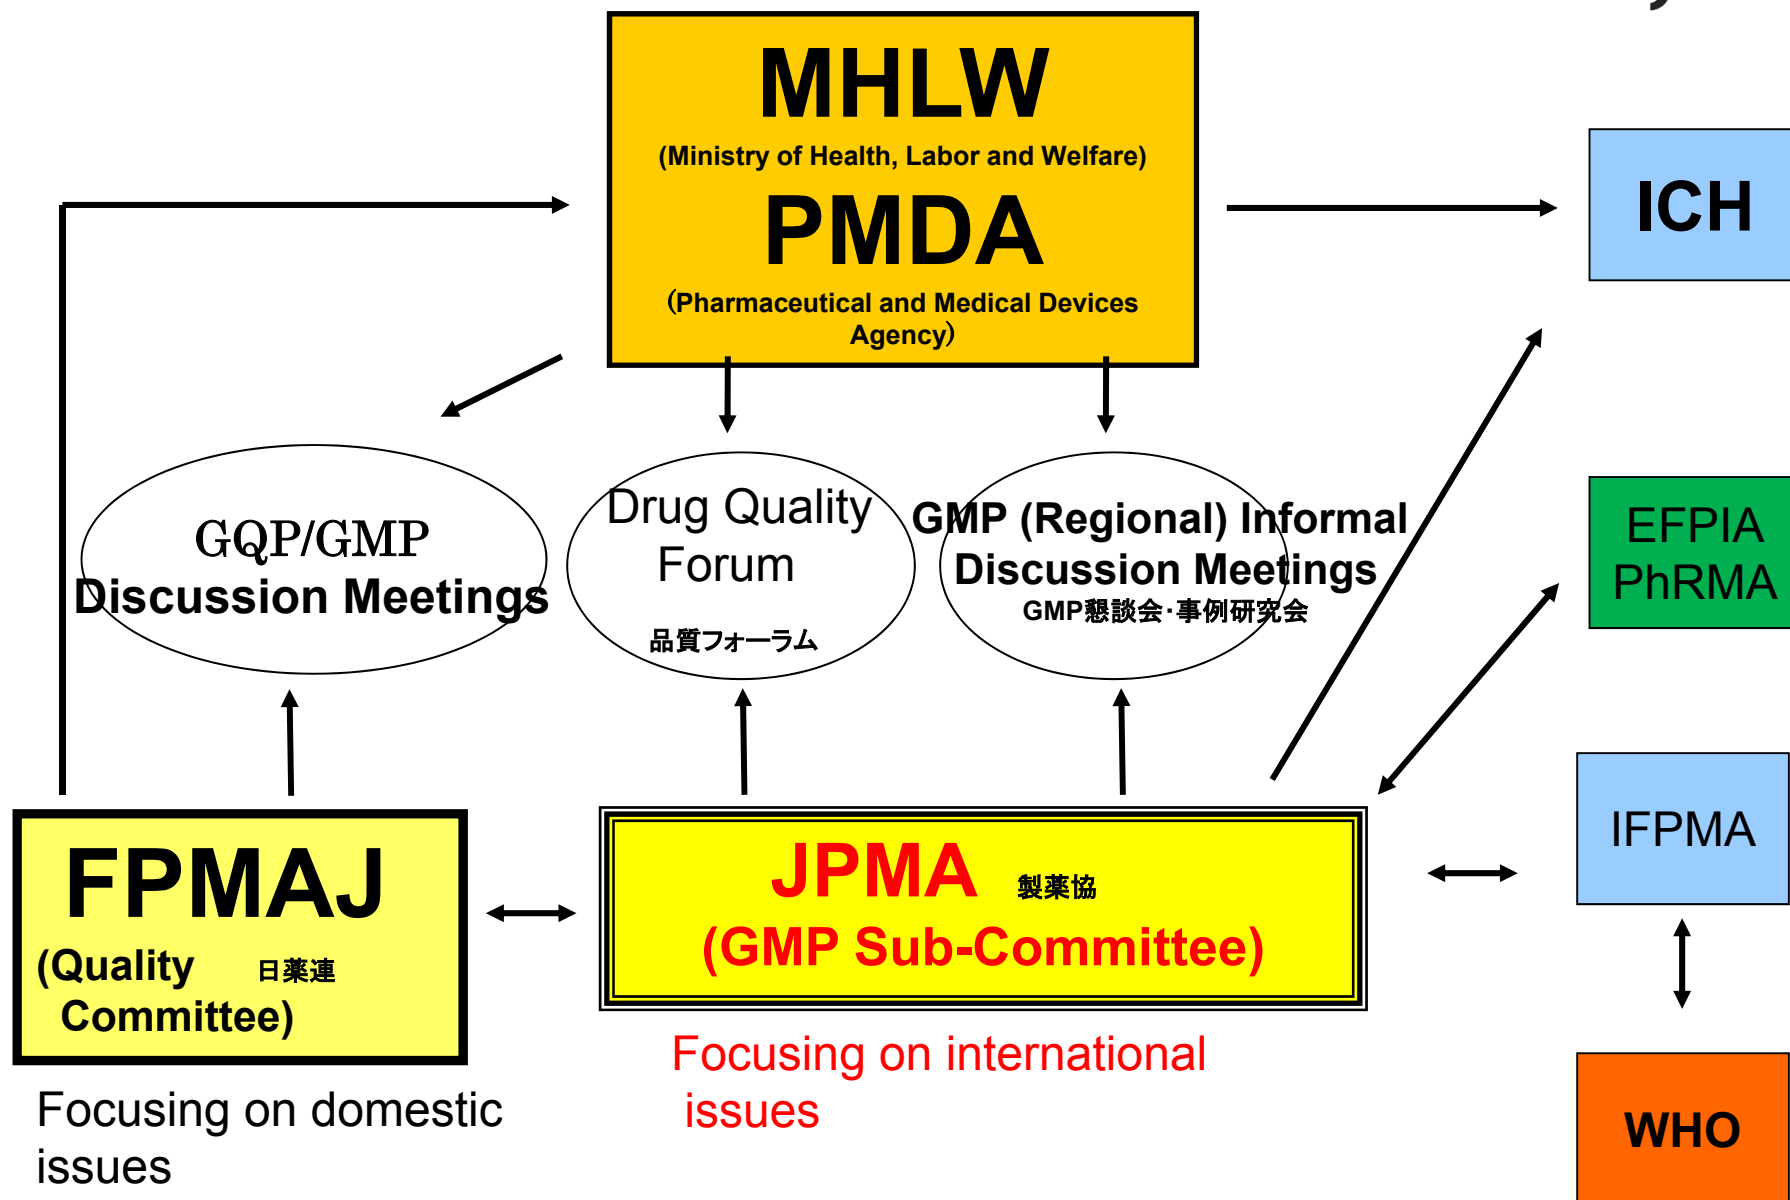 MHLW
(Ministry of Health, Labor and Welfare)
PMDA
(Pharmaceutical and Medical Devices
Agency)
ICH
GQP/GMP
Discussion Meetings
Drug Quality
Forum
品質フォーラム
GMP (Regional) Informal
Discussion Meetings
GMP懇談会・事例研究会
EFPIA
PhRMA
IFPMA
WHO
FPMAJ
(Quality 日薬連
Committee)
Focusing on domestic
issues
JPMA 製薬協
(GMP Sub-Committee)
Focusing on international
issues